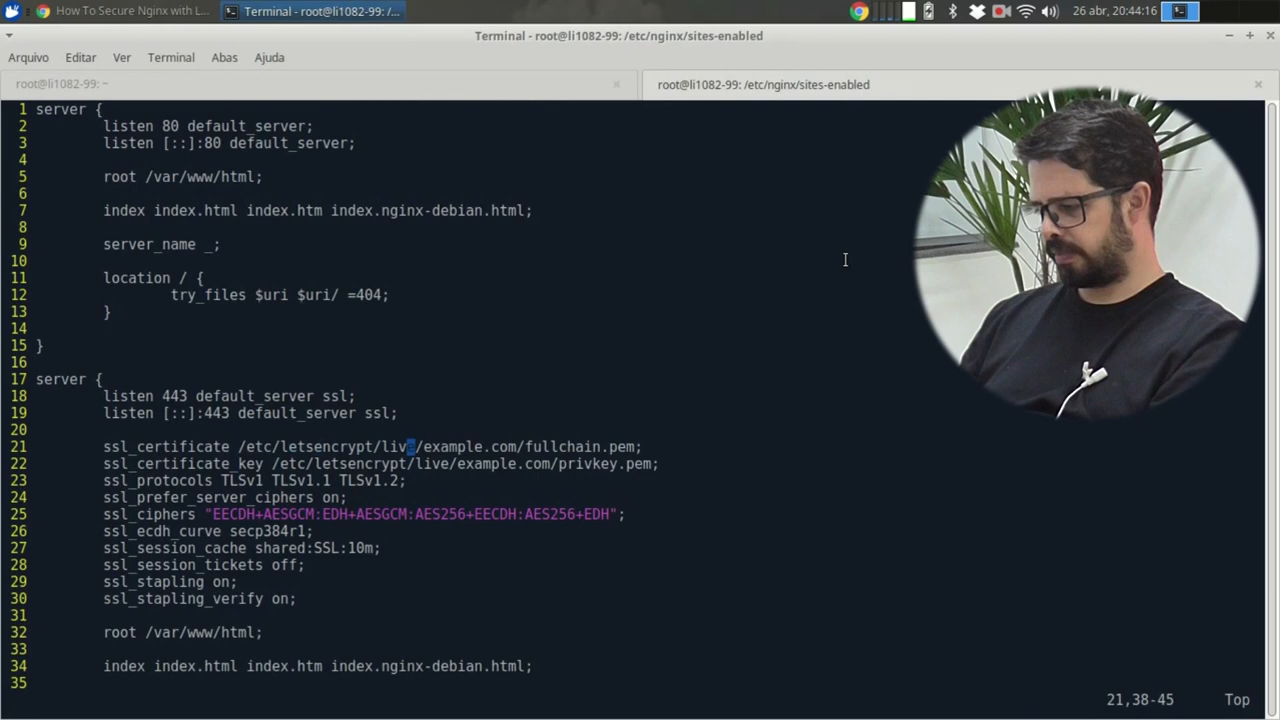 How To Secure Nginx with L...
Terminal - root@li1082-99: /...
26 abr, 20:44:16
Terminal - root@li1082-99: /etc/nginx/sites-enabled
Arquivo Editar Ver Terminal Abas Ajuda
root@li1082-99: ~
root@li1082-99: /etc/nginx/sites-enabled
1 server {
2 listen 80 default_server;
3 listen [::]:80 default_server;
4
5 root /var/www/html;
6
7 index index.html index.htm index.nginx-debian.html;
8
9 server_name _;
10
11 location / {
12 try_files $uri $uri/ =404;
13 }
14
15 }
16
17 server {
18 listen 443 default_server ssl;
19 listen [::]:443 default_server ssl;
20
21 ssl_certificate /etc/letsencrypt/live/example.com/fullchain.pem;
22 ssl_certificate_key /etc/letsencrypt/live/example.com/privkey.pem;
23 ssl_protocols TLSv1 TLSv1.1 TLSv1.2;
24 ssl_prefer_server_ciphers on;
25 ssl_ciphers "EECDH+AESGCM:EDH+AESGCM:AES256+EECDH:AES256+EDH";
26 ssl_ecdh_curve secp384r1;
27 ssl_session_cache shared:SSL:10m;
28 ssl_session_tickets off;
29 ssl_stapling on;
30 ssl_stapling_verify on;
31
32 root /var/www/html;
33
34 index index.html index.htm index.nginx-debian.html;
35
21,38-45 Top